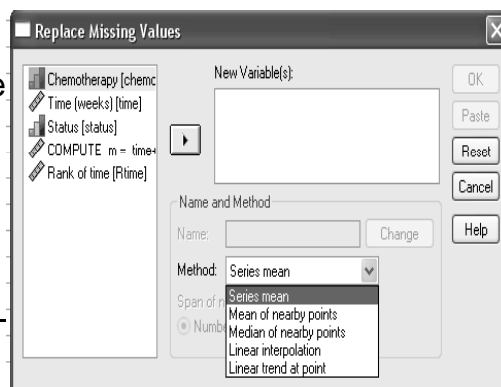 Replace Missing Values
e
Chemotherapy [chemc
Time (weeks) [time]
Status [status]
COMPUTE m = time+
Rank of time [Rtime]
New Variable(s):
OK
Paste
Reset
Cancel
Help
Name and Method
Name:
Change
Method:
Series mean
Series mean
Mean of nearby points
Median of nearby points
Linear interpolation
Linear trend at point
Span of n
Numbe